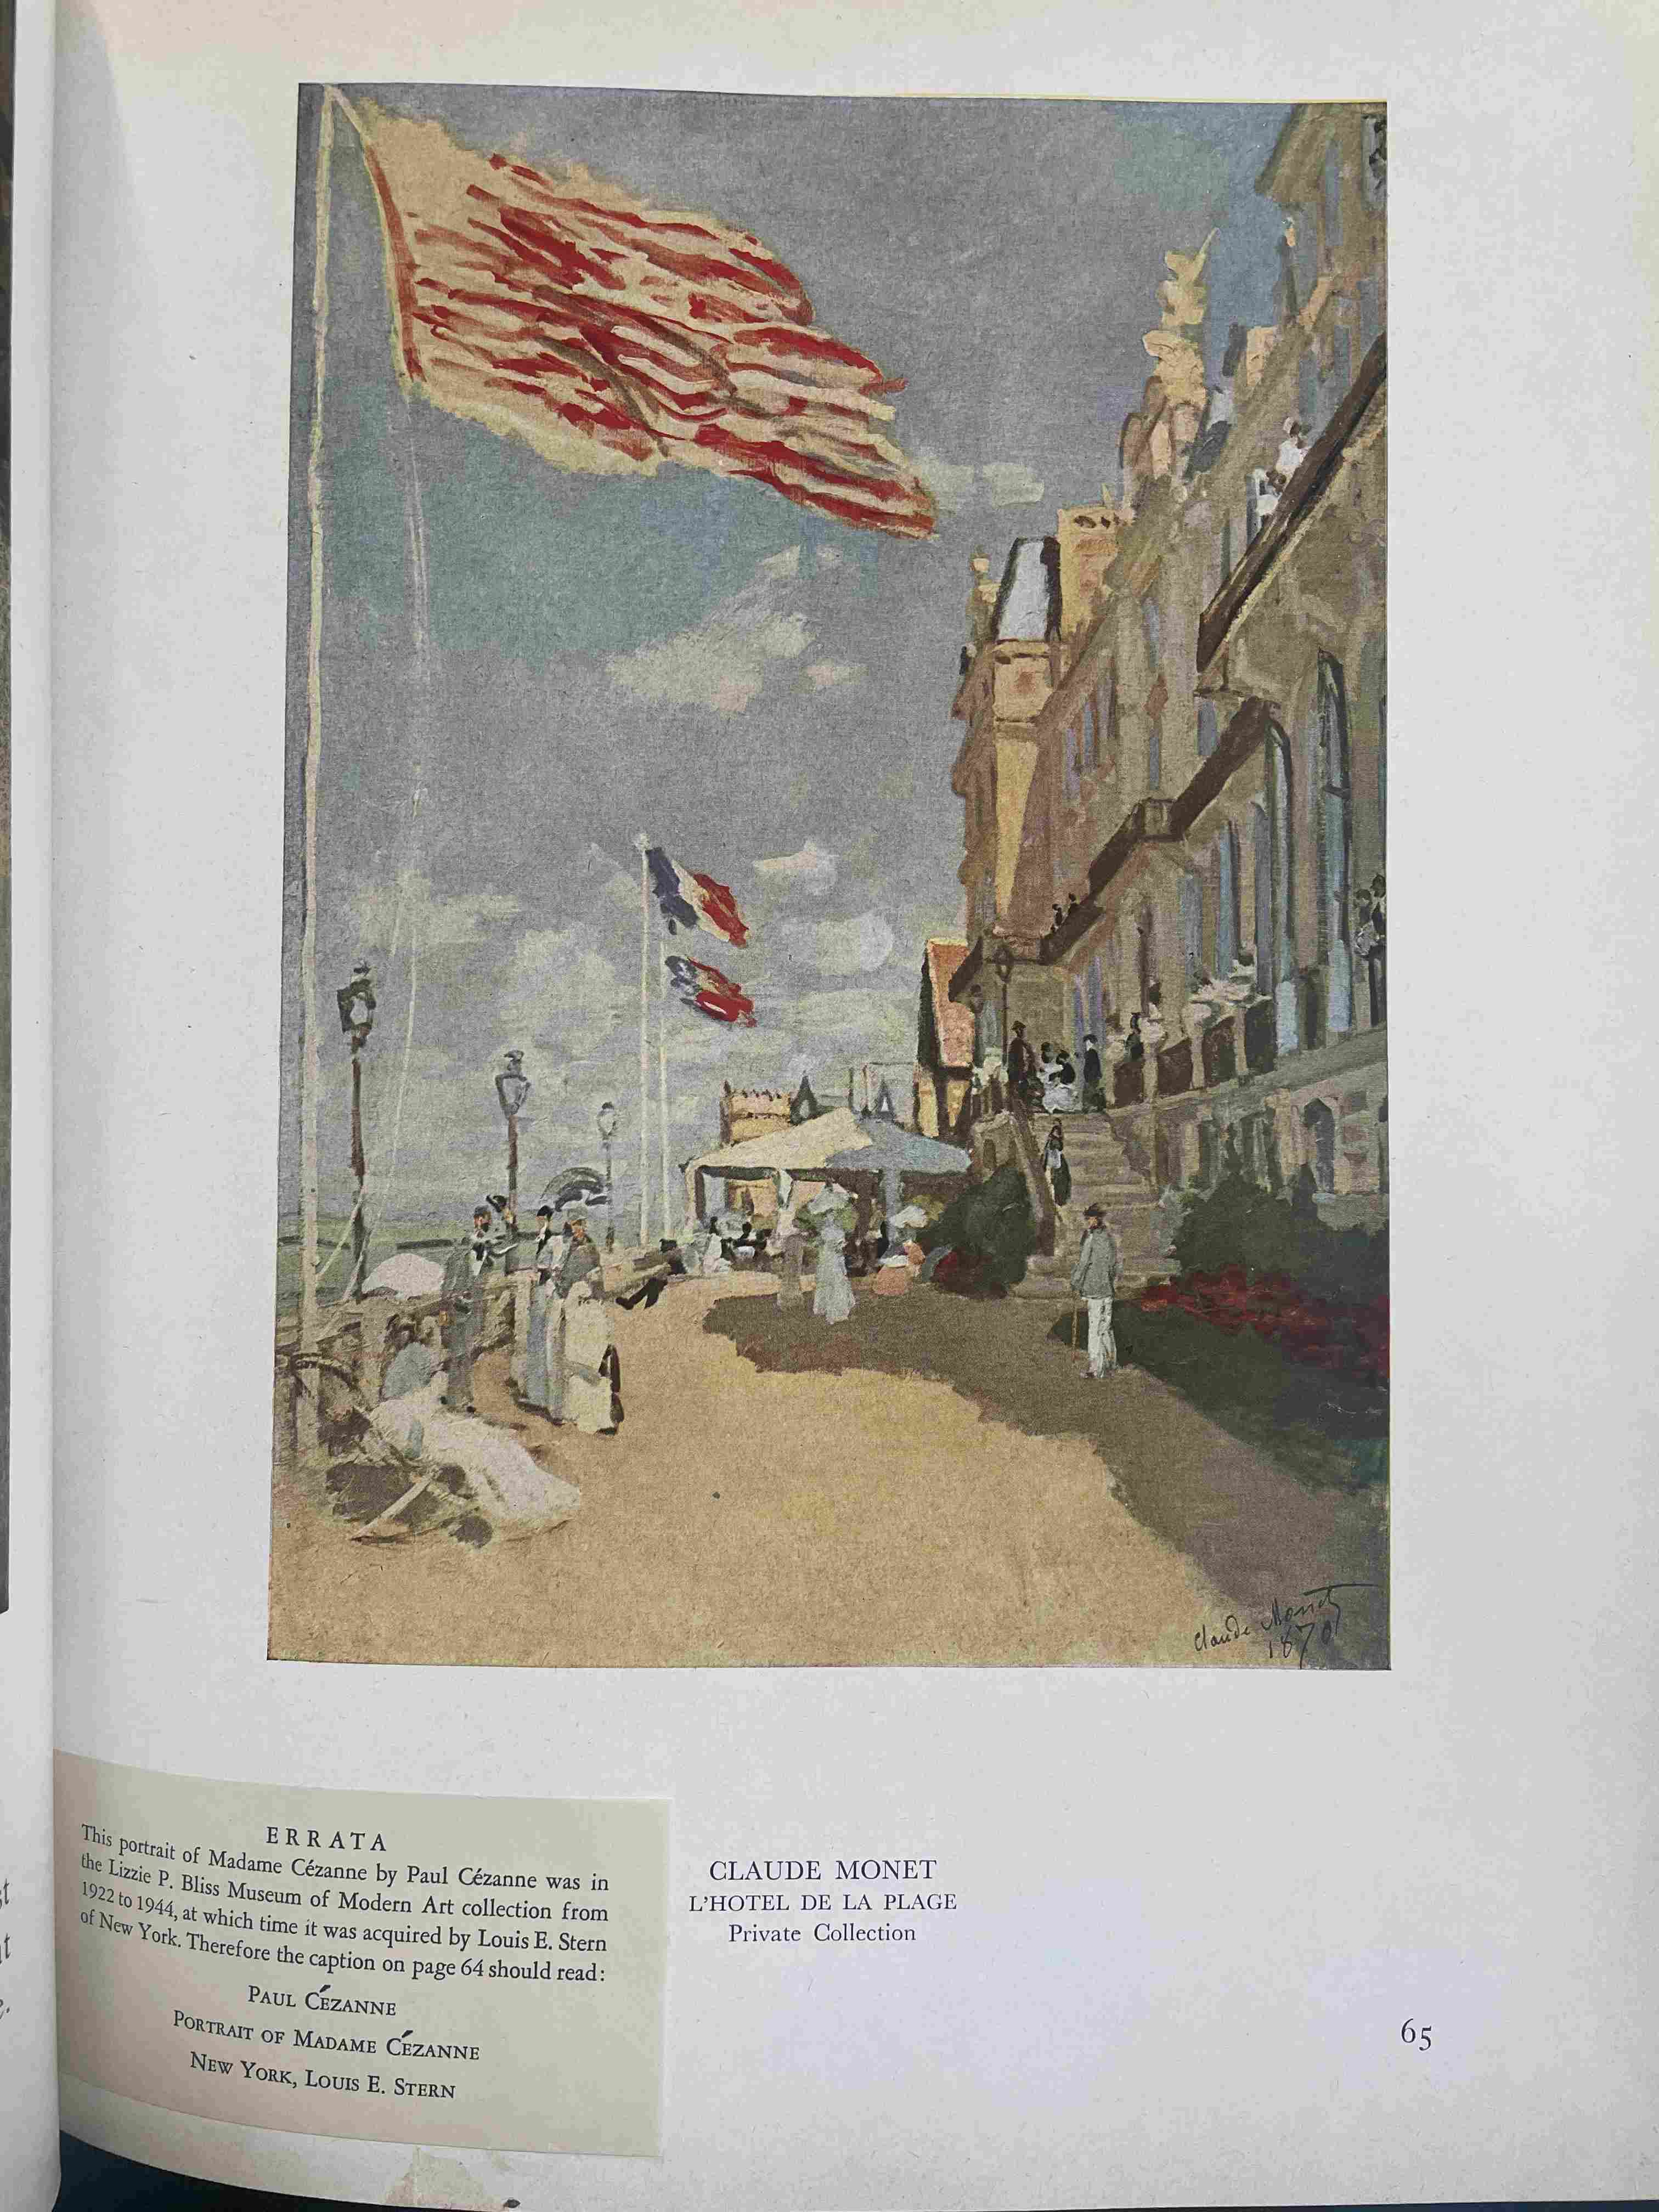 Claude Monet
1870
ERRATA
This portrait of Madame Cézanne by Paul Cézanne was in
the Lizzie P. Bliss Museum of Modern Art collection from
1922 to 1944, at which time it was acquired by Louis E. Stern
of New York. Therefore the caption on page 64 should read:
PAUL CÉZANNE
PORTRAIT OF MADAME CÉZANNE
NEW YORK, LOUIS E. STERN
CLAUDE MONET
L'HOTEL DE LA PLAGE
Private Collection
65